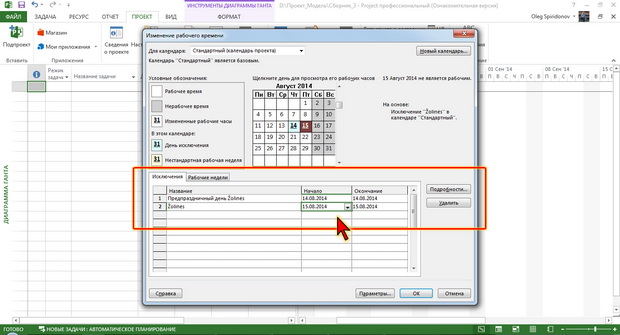 ИНСТРУМЕНТЫ ДИАГРАММЫ ГАНТА
D:\Проект_Модель\Сборник_3 - Project профессиональный (Ознакомительная версия)
ФАЙЛ ЗАДАЧА РЕСУРС ОТЧЕТ ПРОЕКТ ВИД ФОРМАТ
Oleg Spiridonov
Подпроект
Магазин
Мои приложения
Сведения о проекте
Изменение рабочего времени
Для календаря: Стандартный (календарь проекта)
Новый календарь...
Календарь "Стандартный" является базовым.
Условные обозначения:
Рабочее время
Нерабочее время
31 Измененные рабочие часы
В этом календаре:
31 День исключения
31 Нестандартная рабочая неделя
Щелкните день для просмотра его рабочих часов
Август 2014
Пн Вт Ср Чт Пт Сб Вс
1 2 3
4 5 6 7 8 9 10
11 12 13 14 15 16 17
18 19 20 21 22 23 24
25 26 27 28 29 30 31
15 Август 2014 не является рабочим.
На основе:
Исключение "Žolines" в
календаре "Стандартный".
Режим задачи
Название задачи
01 Сен '14
08 Сен '14
Исключения Рабочие недели
Название Начало Окончание
1 Предпраздничный день Žolines 14.08.2014 14.08.2014
2 Žolines 15.08.2014 15.08.2014
Подробности...
Удалить
Справка
Параметры...
ОК
Отмена
ДИАГРАММА ГАНТА
ГОТОВО
НОВЫЕ ЗАДАЧИ : АВТОМАТИЧЕСКОЕ ПЛАНИРОВАНИЕ